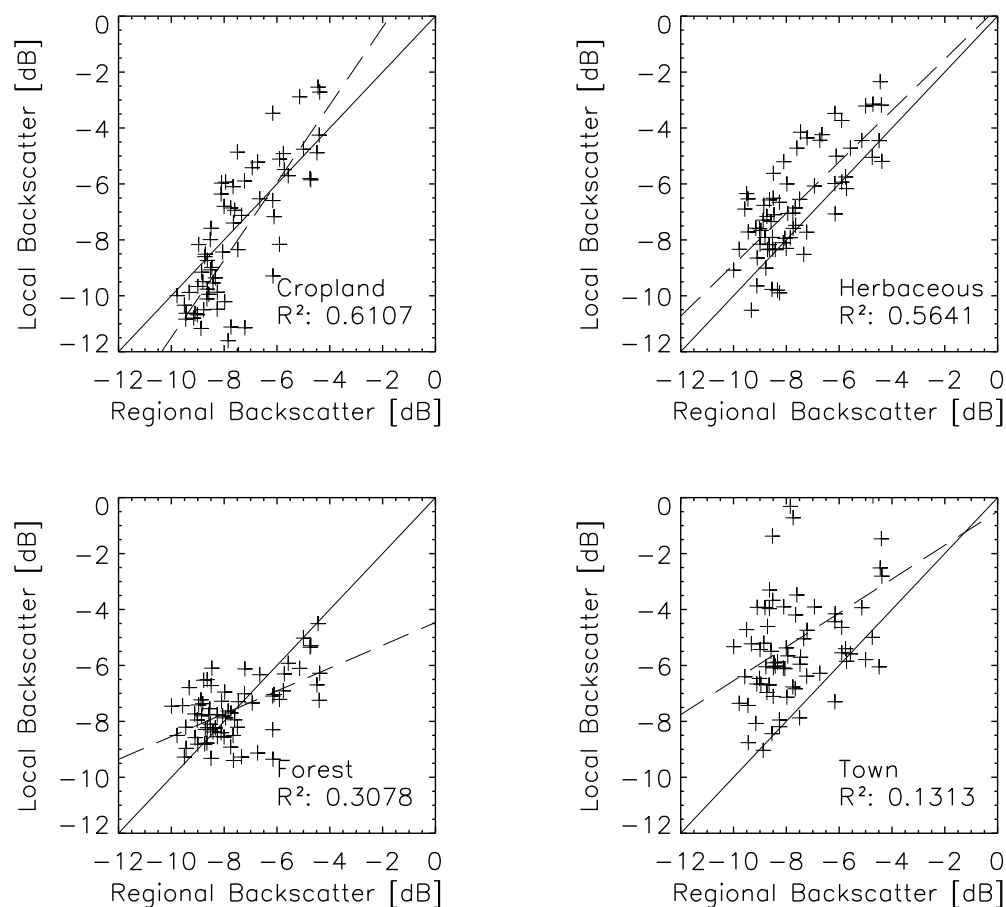 0
-2
-4
-6
-8
-10
-12
Local Backscatter [dB]
Cropland
R²: 0.6107
-12 -10 -8 -6 -4 -2 0
Regional Backscatter [dB]
0
-2
-4
-6
-8
-10
-12
Local Backscatter [dB]
Herbaceous
R²: 0.5641
-12 -10 -8 -6 -4 -2 0
Regional Backscatter [dB]
0
-2
-4
-6
-8
-10
-12
Local Backscatter [dB]
Forest
R²: 0.3078
-12 -10 -8 -6 -4 -2 0
Regional Backscatter [dB]
0
-2
-4
-6
-8
-10
-12
Local Backscatter [dB]
Town
R²: 0.1313
-12 -10 -8 -6 -4 -2 0
Regional Backscatter [dB]